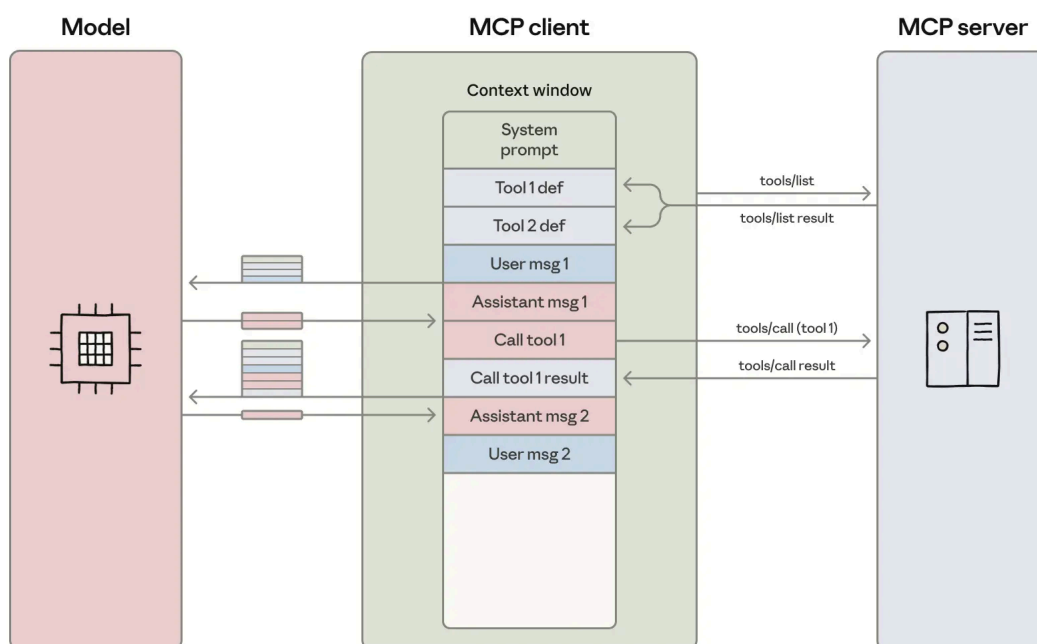 Model
MCP client
MCP server
Context window
System
prompt
Tool 1 def
Tool 2 def
User msg 1
Assistant msg 1
Call tool 1
Call tool 1 result
Assistant msg 2
User msg 2
tools/list
tools/list result
tools/call (tool 1)
tools/call result